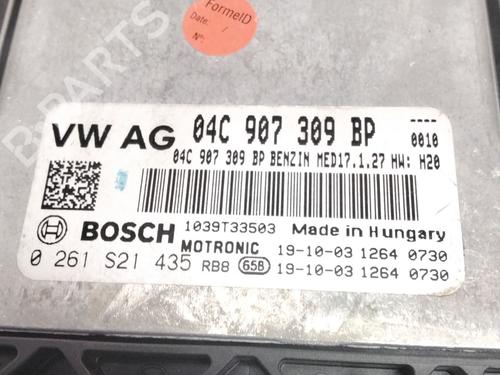 FormelD
Date: /
N°:
VW AG 04C 907 309 BP
0010
04C 907 309 BP BENZIN MED17.1.27 HW: H20
BOSCH 1039T33503 Made in Hungary
MOTRONIC 19-10-03 1264 0730
0 261 S21 435 RB8 65B 19-10-03 1264 0730